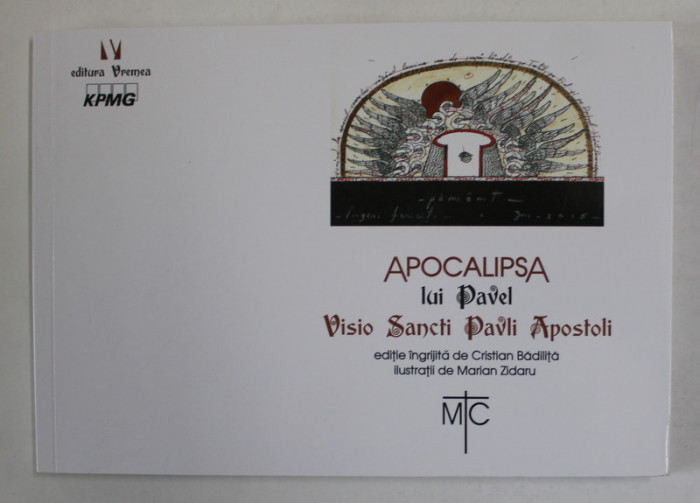 editura Vremea
KPMG
pământ
APOCALIPSA
lui Pavel
Visio Sancti Pavli Apostoli
ediție îngrijită de Cristian Bădiliță
ilustrații de Marian Zidaru
M C